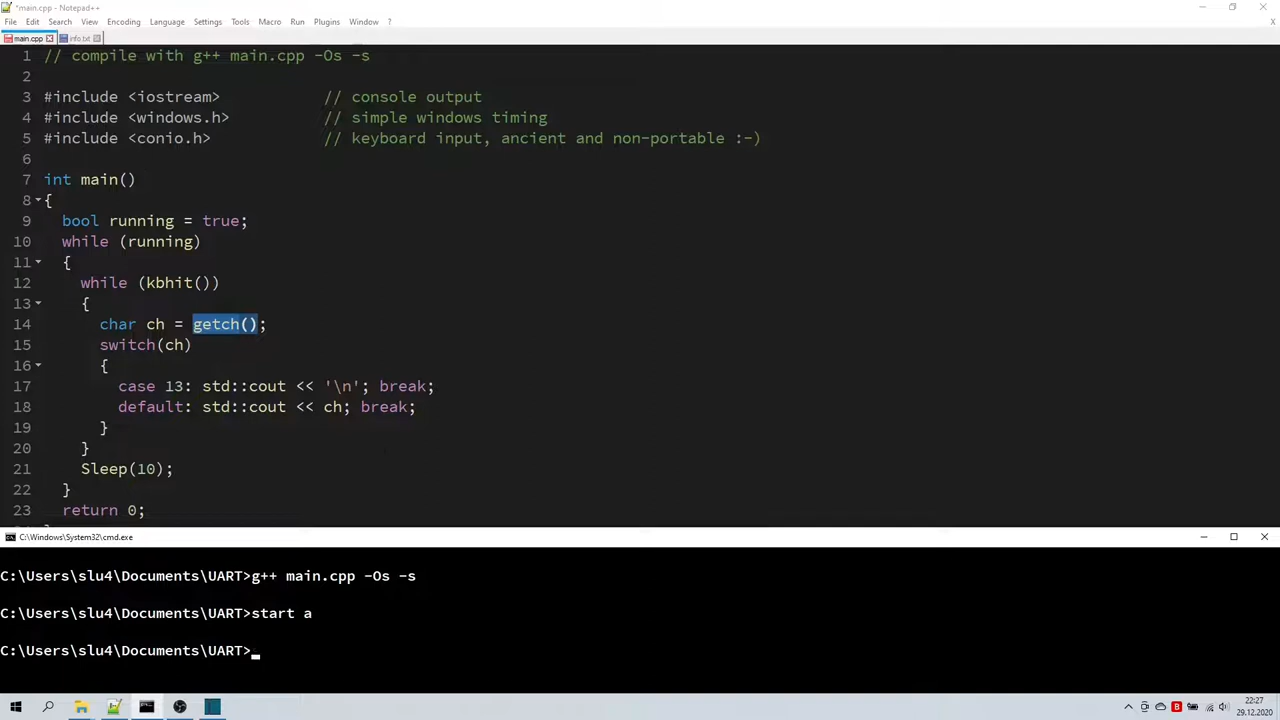 *main.cpp - Notepad++
File Edit Search View Encoding Language Settings Tools Macro Run Plugins Window ?
main.cpp info.txt
1 // compile with g++ main.cpp -Os -s
2
3 #include <iostream> // console output
4 #include <windows.h> // simple windows timing
5 #include <conio.h> // keyboard input, ancient and non-portable :-)
6
7 int main()
8 {
9 bool running = true;
10 while (running)
11 {
12 while (kbhit())
13 {
14 char ch = getch();
15 switch(ch)
16 {
17 case 13: std::cout << '\n'; break;
18 default: std::cout << ch; break;
19 }
20 }
21 Sleep(10);
22 }
23 return 0;
C:\Windows\System32\cmd.exe
C:\Users\slu4\Documents\UART>g++ main.cpp -Os -s
C:\Users\slu4\Documents\UART>start a
C:\Users\slu4\Documents\UART>
22:27
29.12.2020